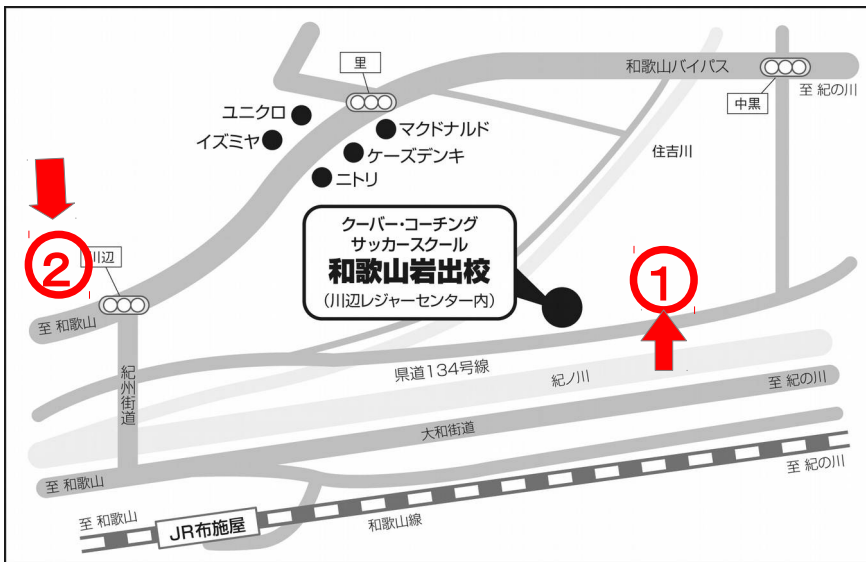 里
和歌山バイパス
中黒
至 紀の川
ユニクロ
イズミヤ
マクドナルド
ケーズデンキ
ニトリ
住吉川
クーバー・コーチング
サッカースクール
和歌山岩出校
(川辺レジャーセンター内)
①
②
川辺
至 和歌山
紀州街道
県道134号線
紀ノ川
至 紀の川
大和街道
至 和歌山
至 紀の川
至 和歌山
JR布施屋
和歌山線